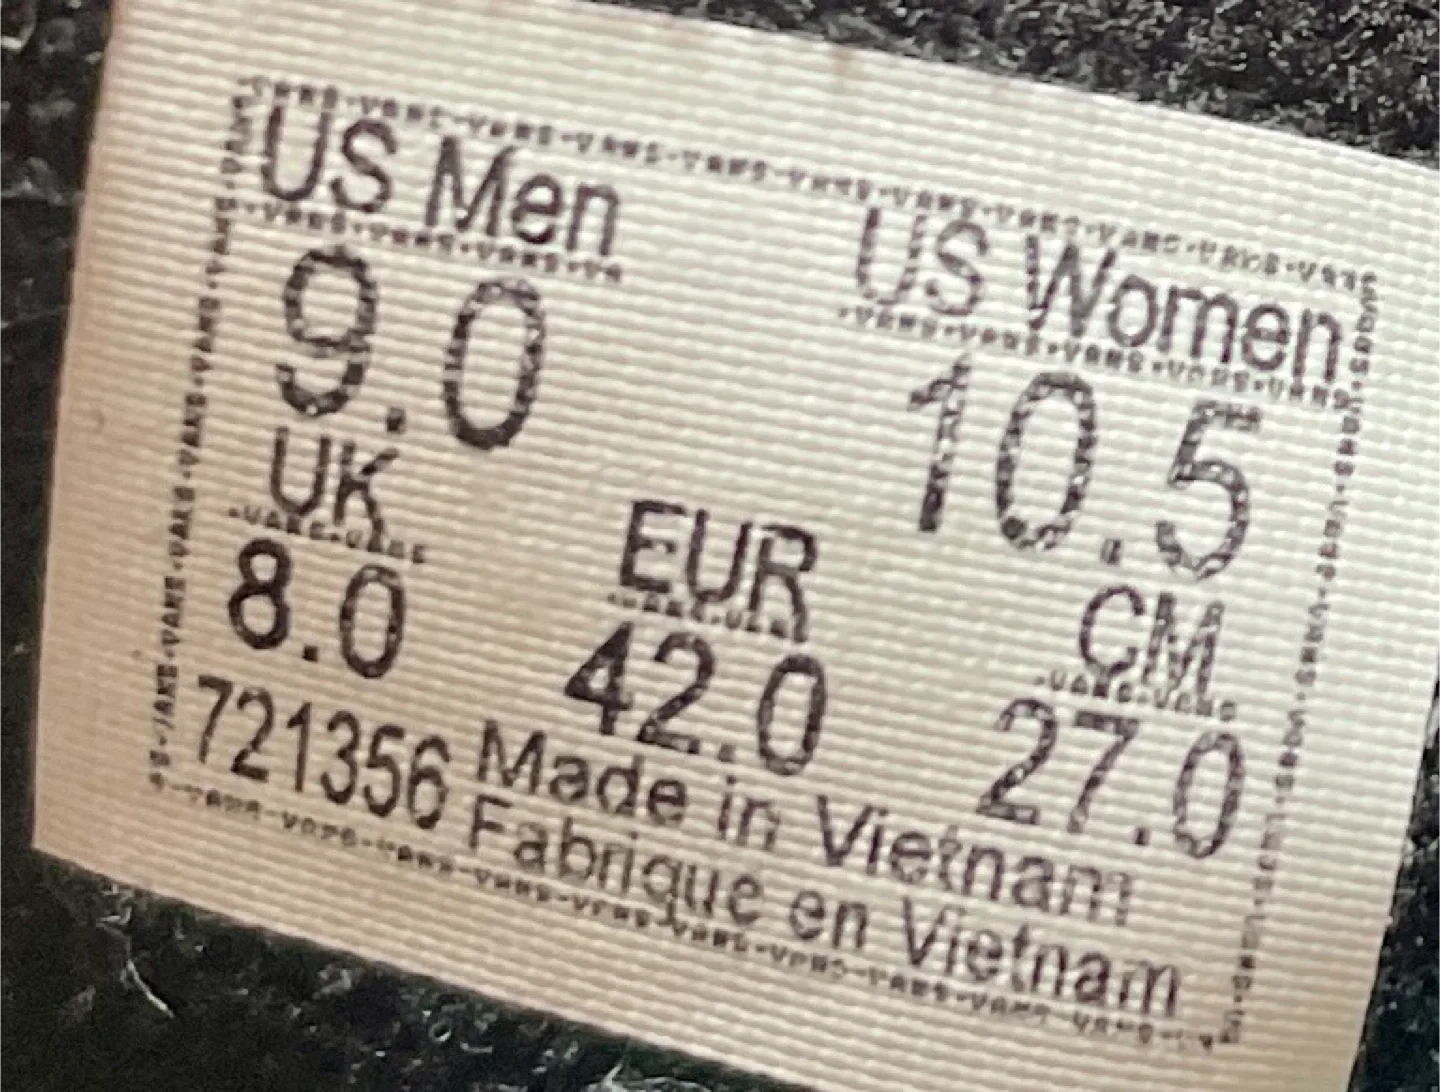 US Men US Women
9.0 10.5
UK EUR CM
8.0 42.0 27.0
721356 Made in Vietnam
Fabrique en Vietnam